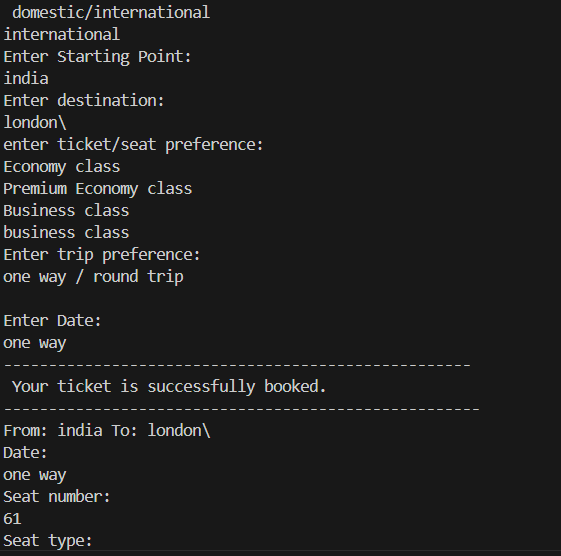 domestic/international
international
Enter Starting Point:
india
Enter destination:
london\
enter ticket/seat preference:
Economy class
Premium Economy class
Business class
business class
Enter trip preference:
one way / round trip
Enter Date:
one way
----------------------------------------------------
Your ticket is successfully booked.
-----------------------------------------------------
From: india To: london\
Date:
one way
Seat number:
61
Seat type: